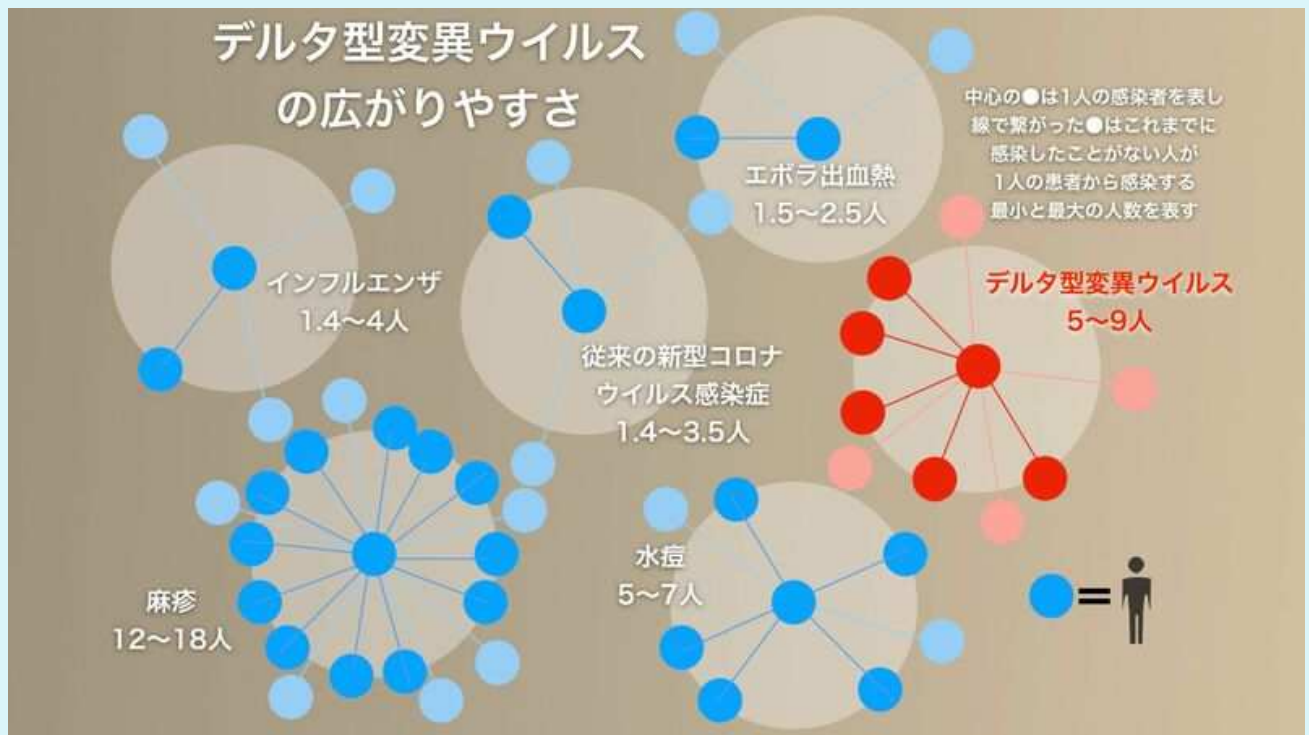 デルタ型変異ウイルス
の広がりやすさ
中心の●は1人の感染者を表し
線で繋がった●はこれまでに
感染したことがない人が
1人の患者から感染する
最小と最大の人数を表す
エボラ出血熱
1.5〜2.5人
インフルエンザ
1.4〜4人
従来の新型コロナ
ウイルス感染症
1.4〜3.5人
デルタ型変異ウイルス
5〜9人
麻疹
12〜18人
水痘
5〜7人
=